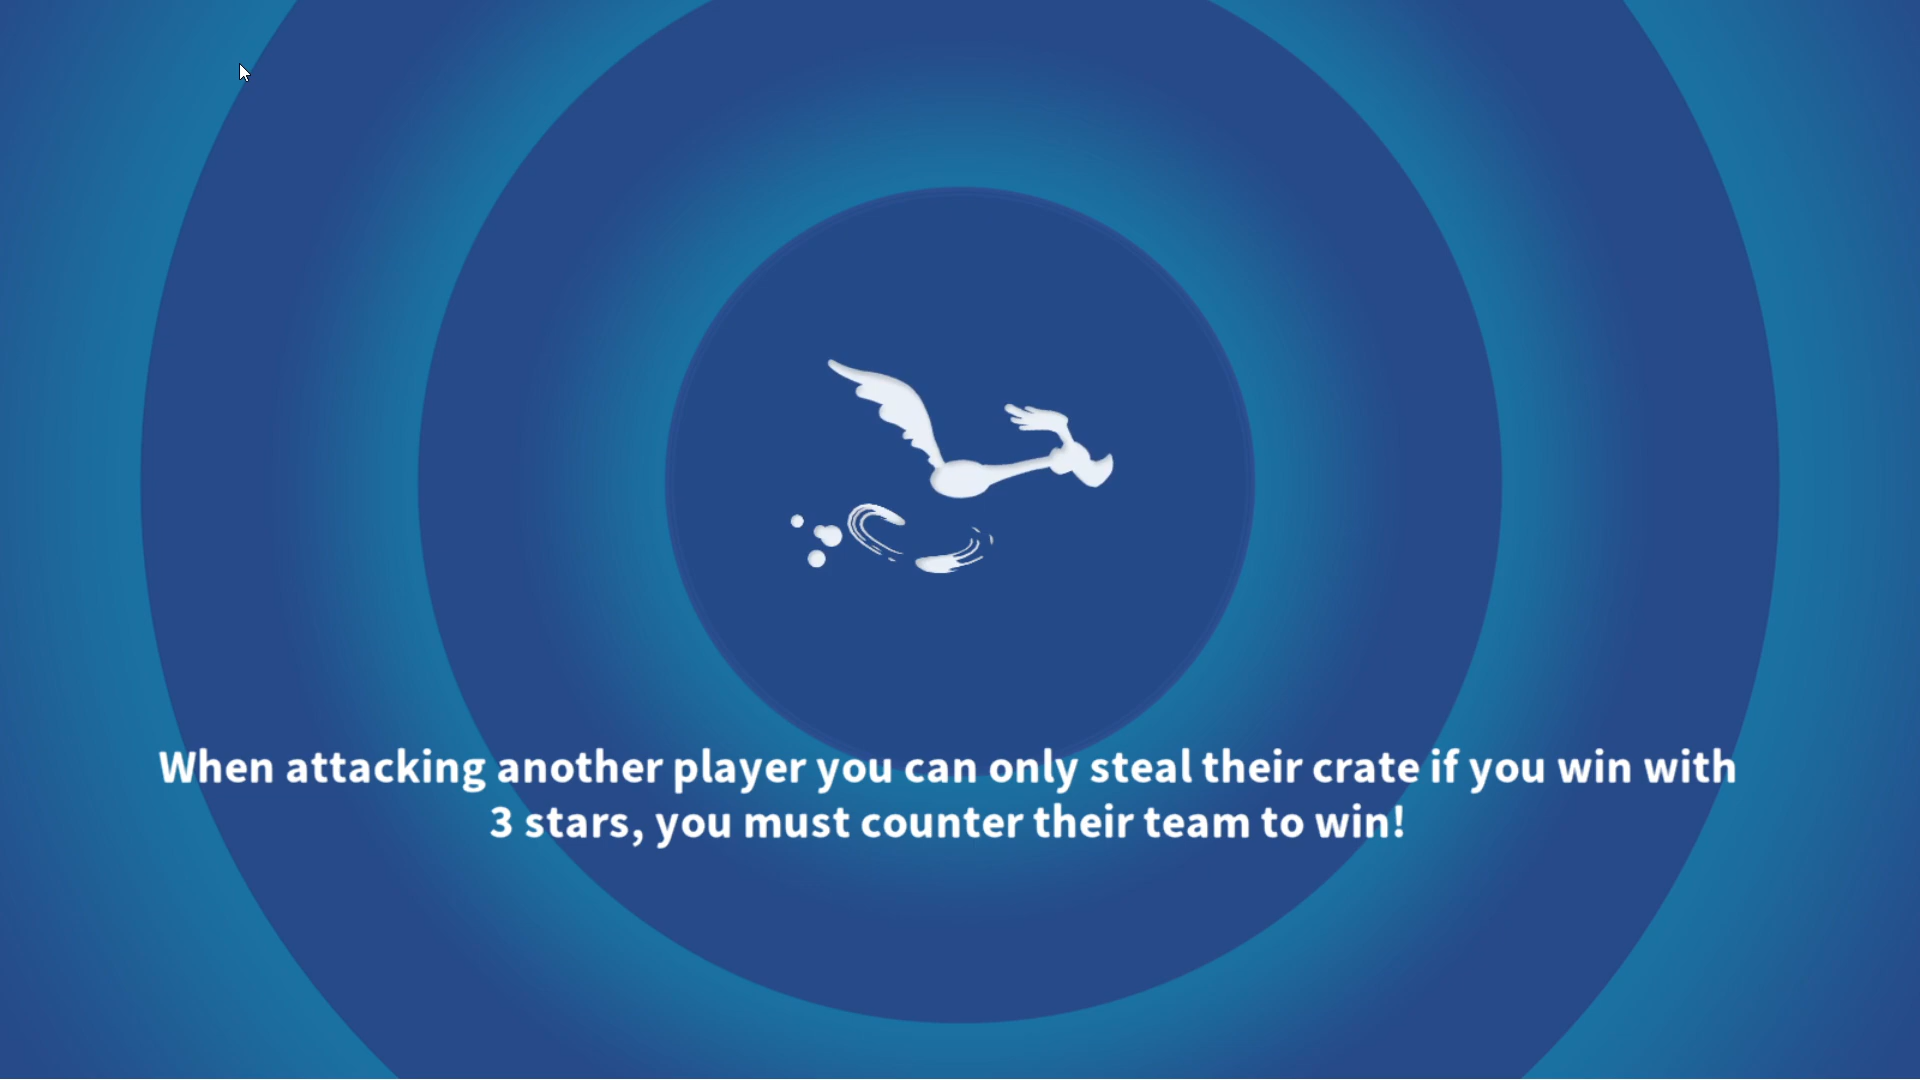 When attacking another player you can only steal their crate if you win with
3 stars, you must counter their team to win!